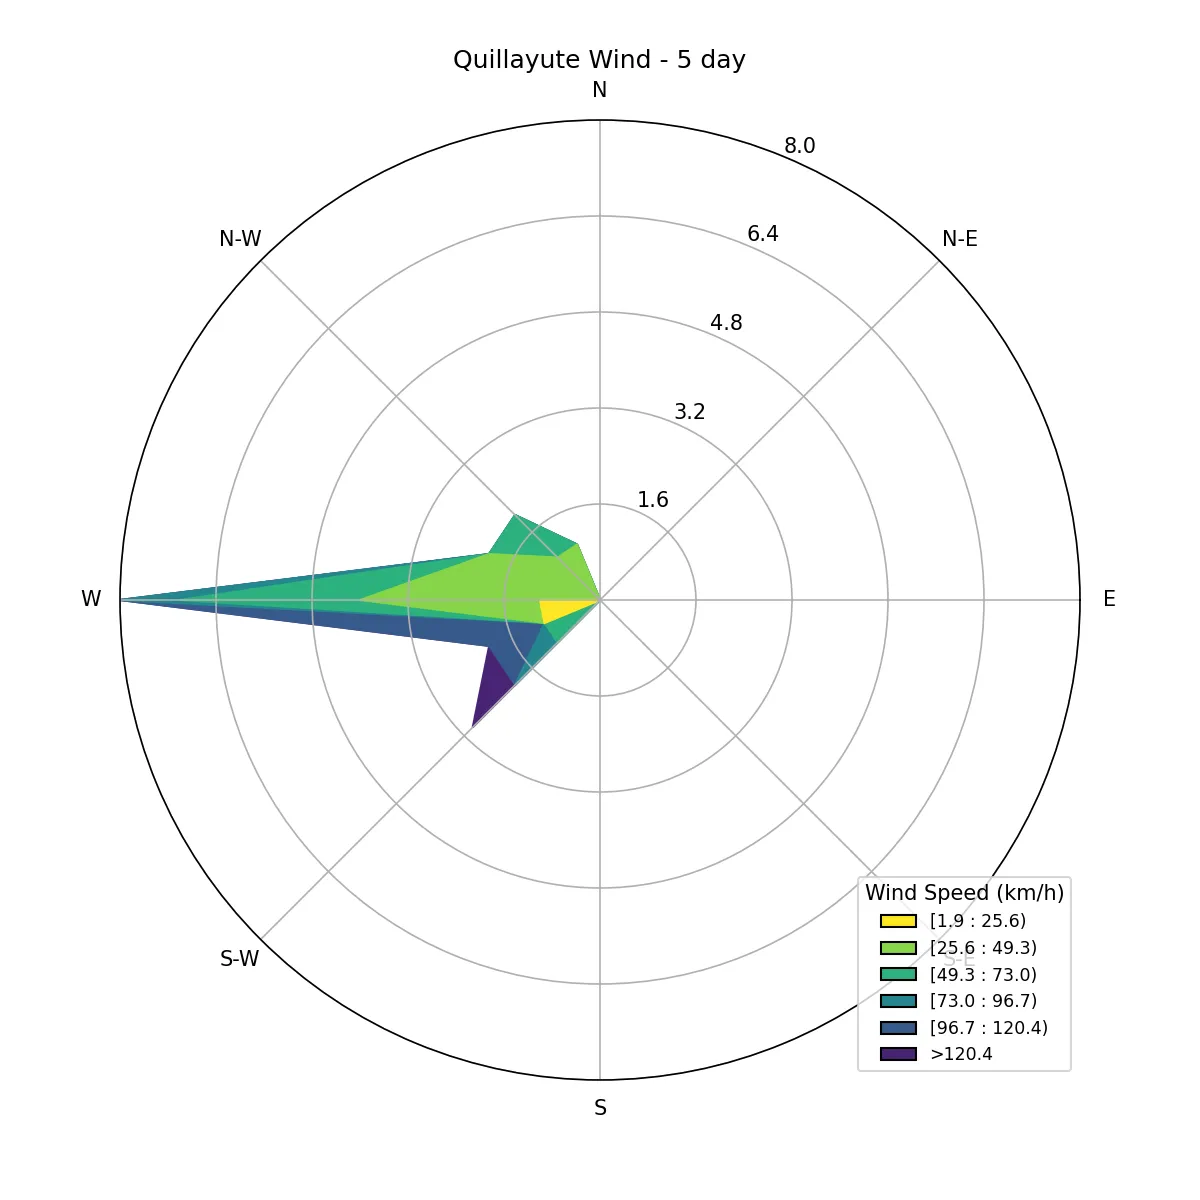 Quillayute Wind - 5 day
N
8.0
N-W
6.4
N-E
4.8
3.2
1.6
W
E
S-W
S-E
Wind Speed (km/h)
[1.9 : 25.6)
[25.6 : 49.3)
[49.3 : 73.0)
[73.0 : 96.7)
[96.7 : 120.4)
>120.4
S